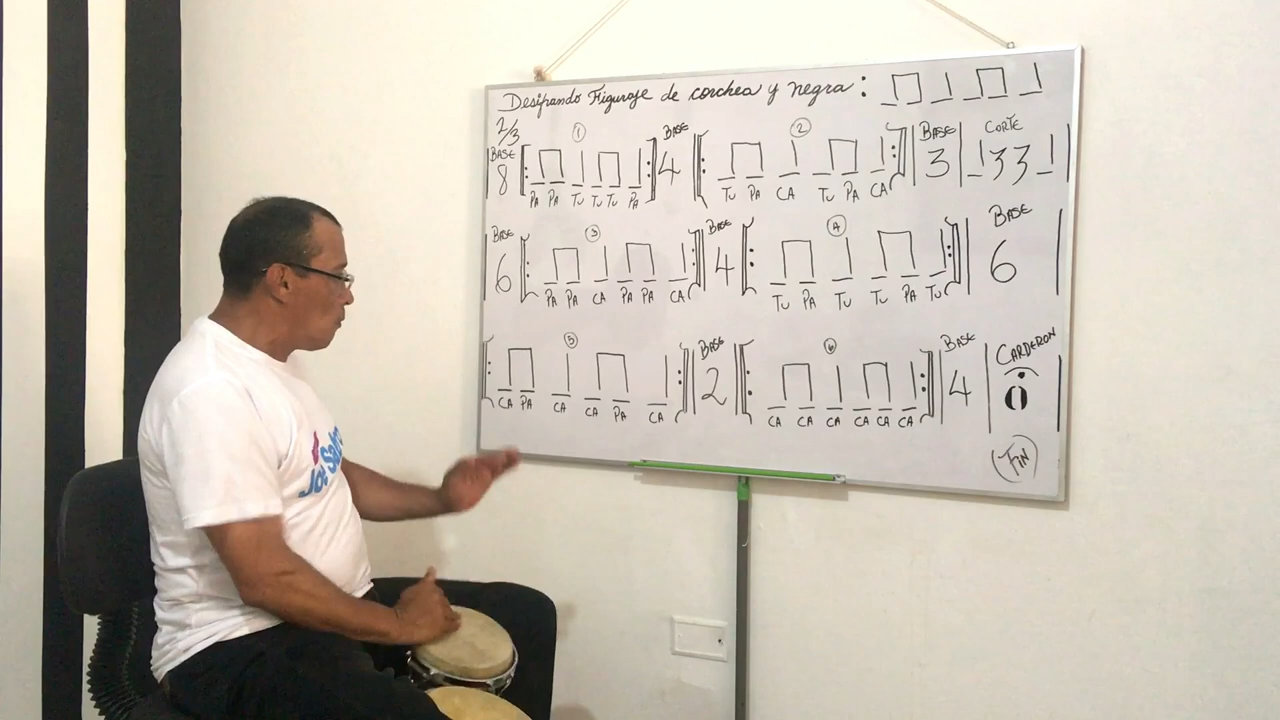 Desifrando Figuraje de corchea y negra:
2/3 ① BASE ② BASE CORTE
BASE 8 4 3 33
PA PA TU TU TU PA TU PA CA TU PA CA
BASE ③ BASE ④ BASE
6 4 6
PA PA CA PA PA CA TU PA TU TU PA TU
⑤ BASE ⑥ BASE CARDERON
2 4
CA PA CA CA PA CA CA CA CA CA CA CA
FIN